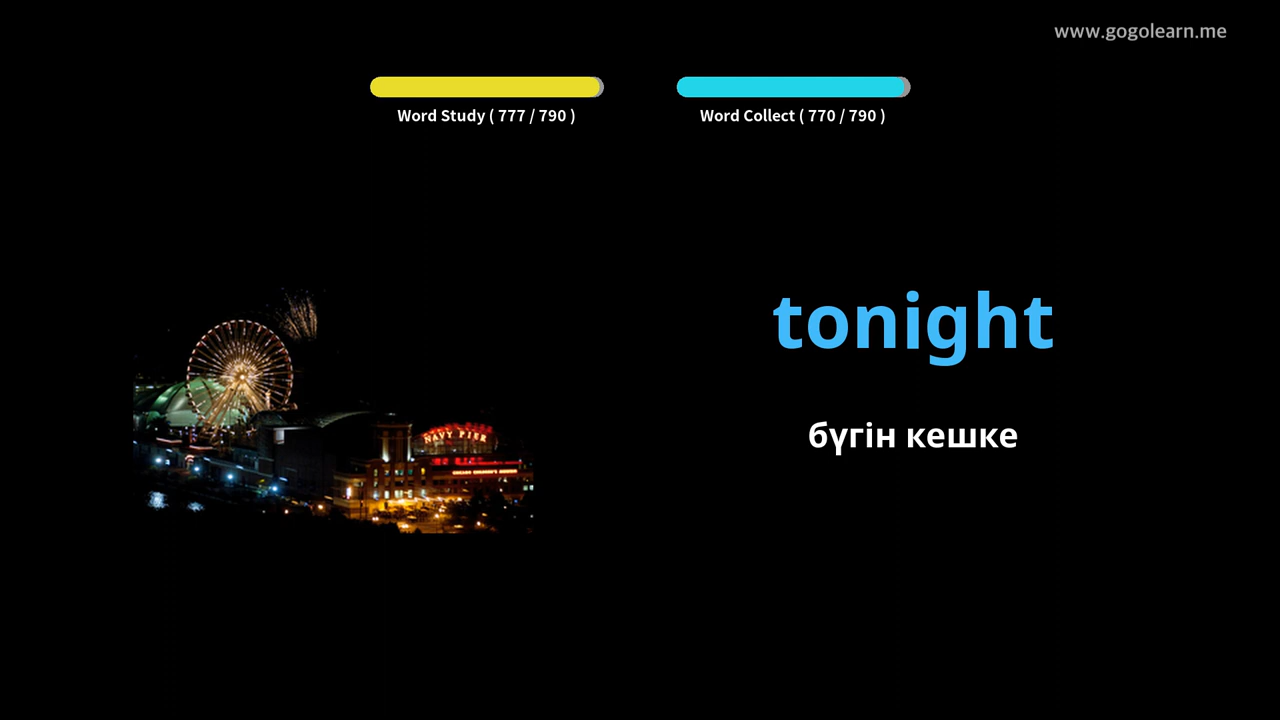 www.gogolearn.me
Word Study ( 777 / 790 )
Word Collect ( 770 / 790 )
tonight
бүгін кешке
NAVY PIER